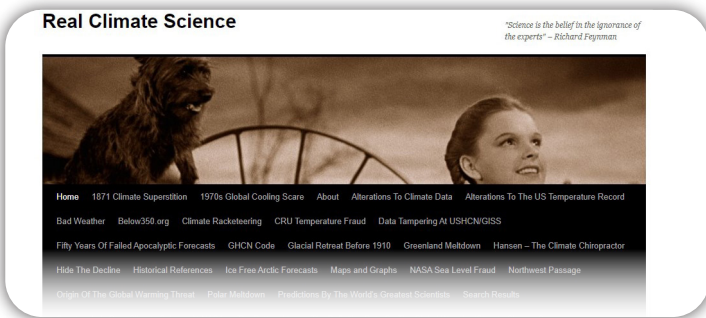 Real Climate Science
"Science is the belief in the ignorance of
the experts" – Richard Feynman
Home 1871 Climate Superstition 1970s Global Cooling Scare About Alterations To Climate Data Alterations To The US Temperature Record
Bad Weather Below350.org Climate Racketeering CRU Temperature Fraud Data Tampering At USHCN/GISS
Fifty Years Of Failed Apocalyptic Forecasts GHCN Code Glacial Retreat Before 1910 Greenland Meltdown Hansen – The Climate Chiropractor
Hide The Decline Historical References Ice Free Arctic Forecasts Maps and Graphs NASA Sea Level Fraud Northwest Passage
Origin Of The Global Warming Threat Polar Meltdown Predictions By The World's Greatest Scientists Search Results